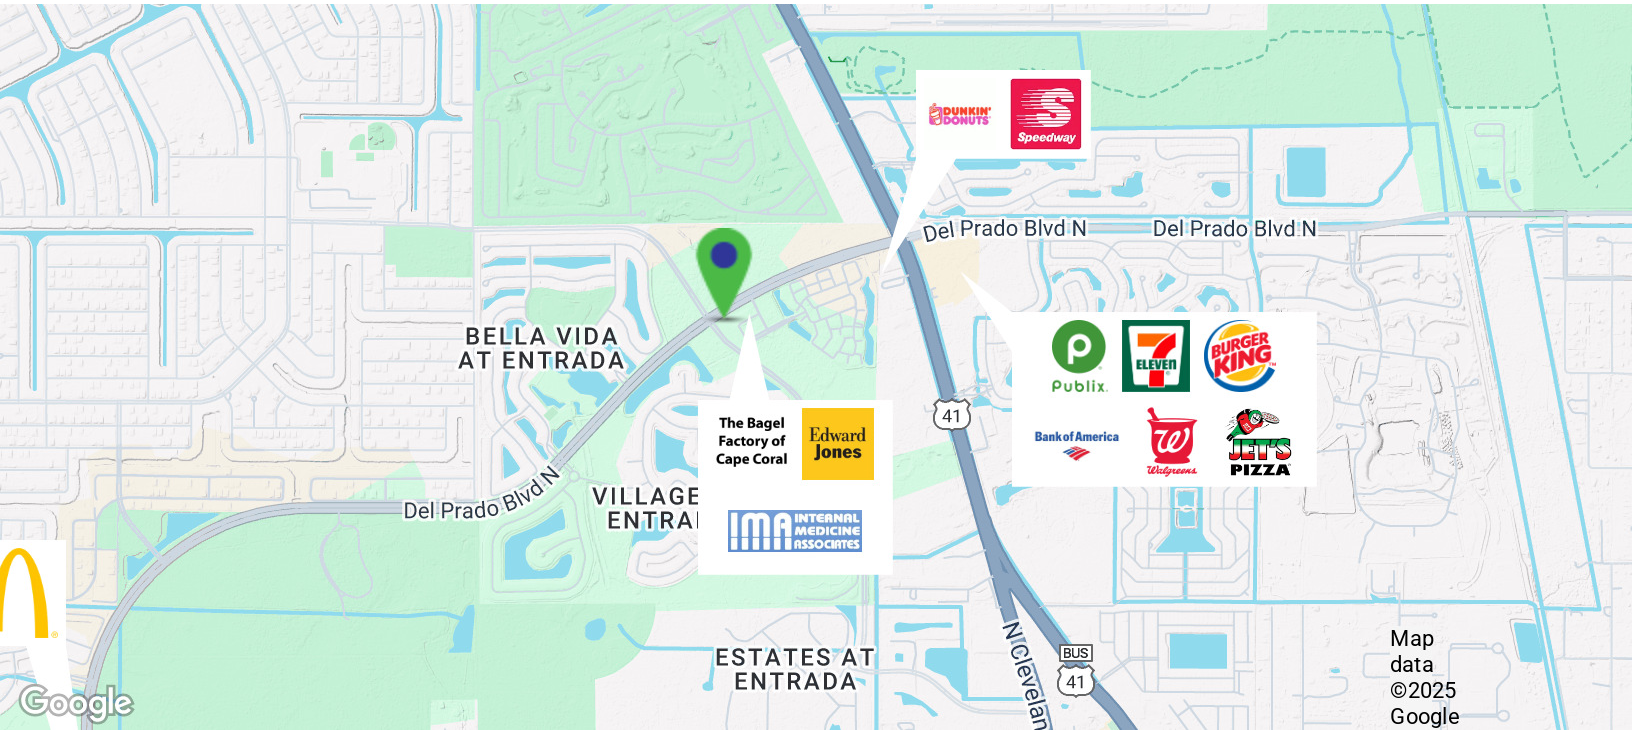 DUNKIN'
DONUTS
Speedway
Del Prado Blvd N
Del Prado Blvd N
BELLA VIDA
AT ENTRADA
P
Publix
7
ELEVEN
BURGER
KING
41
The Bagel
Factory of
Cape Coral
Edward
Jones
Bank of America
W
Walgreens
JET'S
PIZZA
Del Prado Blvd N
VILLAGE
ENTRA
IMA INTERNAL
MEDICINE
ASSOCIATES
ESTATES AT
ENTRADA
N Clevelan
BUS
41
Map
data
©2025
Google
Google